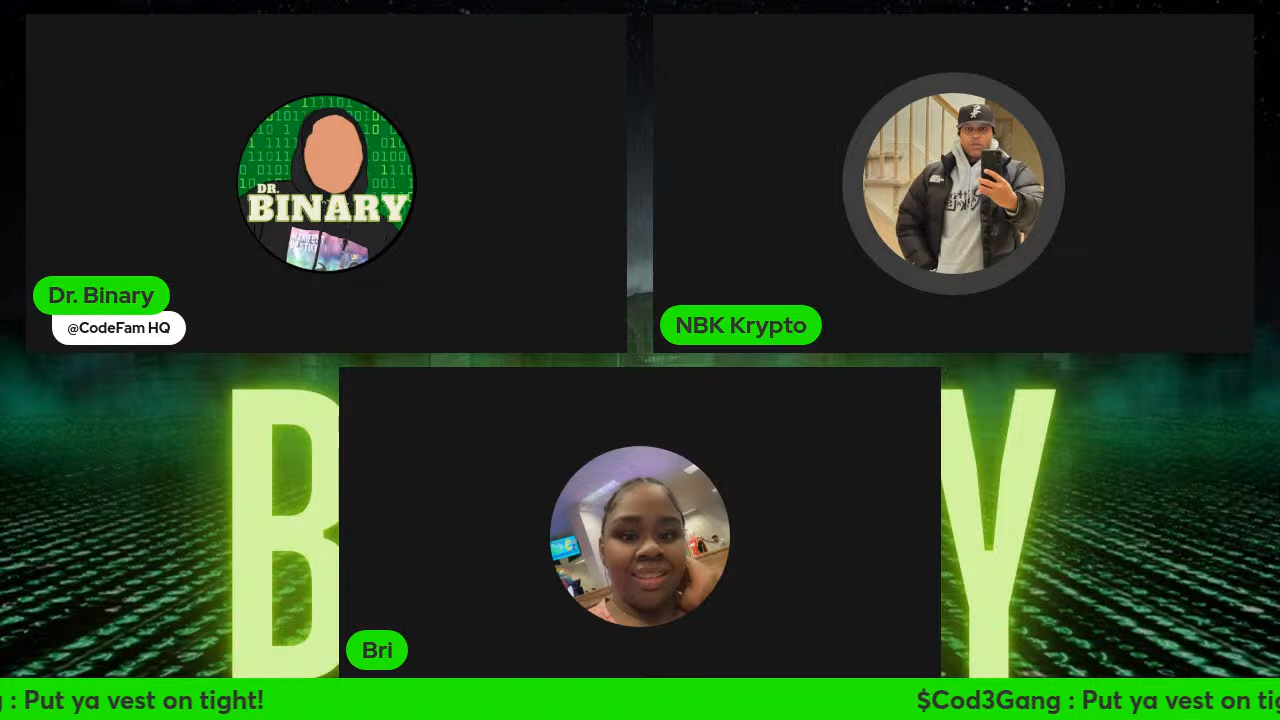 DR.
BINARY
Dr. Binary
@CodeFam HQ
NBK Krypto
B
Y
Bri
: Put ya vest on tight!
$Cod3Gang : Put ya vest on